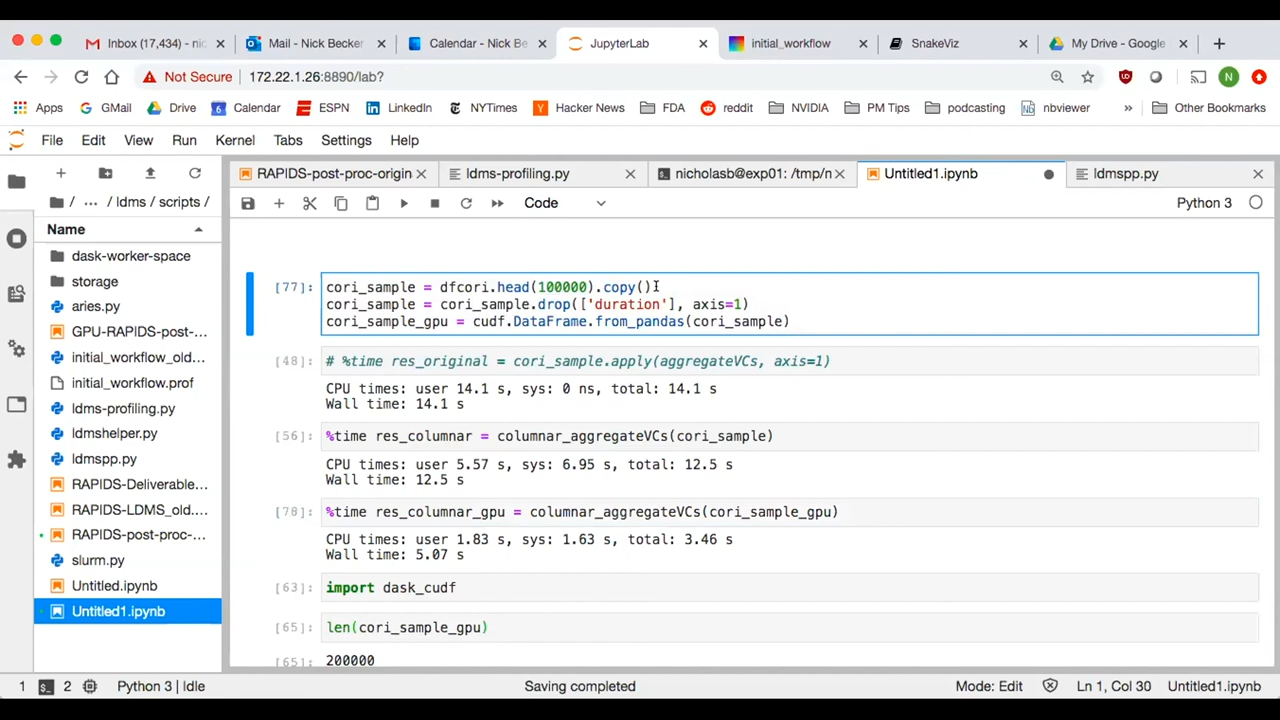 Inbox (17,434) - nic
Mail - Nick Becker
Calendar - Nick Be
JupyterLab
initial_workflow
SnakeViz
My Drive - Google
Not Secure
172.22.1.26:8890/lab?
Apps
GMail
Drive
Calendar
ESPN
LinkedIn
NYTimes
Hacker News
FDA
reddit
NVIDIA
PM Tips
podcasting
nbviewer
»
Other Bookmarks
File
Edit
View
Run
Kernel
Tabs
Settings
Help
RAPIDS-post-proc-origin
ldms-profiling.py
nicholasb@exp01: /tmp/n
Untitled1.ipynb
ldmspp.py
Code
Python 3
/ ... / ldms / scripts /
Name
dask-worker-space
storage
aries.py
GPU-RAPIDS-post-...
initial_workflow_old...
initial_workflow.prof
ldms-profiling.py
ldmshelper.py
ldmspp.py
RAPIDS-Deliverable...
RAPIDS-LDMS_old....
RAPIDS-post-proc-...
slurm.py
Untitled.ipynb
Untitled1.ipynb
[77]: cori_sample = dfcori.head(100000).copy()
cori_sample = cori_sample.drop(['duration'], axis=1)
cori_sample_gpu = cudf.DataFrame.from_pandas(cori_sample)
[48]: # %time res_original = cori_sample.apply(aggregateVCs, axis=1)
CPU times: user 14.1 s, sys: 0 ns, total: 14.1 s
Wall time: 14.1 s
[56]: %time res_columnar = columnar_aggregateVCs(cori_sample)
CPU times: user 5.57 s, sys: 6.95 s, total: 12.5 s
Wall time: 12.5 s
[78]: %time res_columnar_gpu = columnar_aggregateVCs(cori_sample_gpu)
CPU times: user 1.83 s, sys: 1.63 s, total: 3.46 s
Wall time: 5.07 s
[63]: import dask_cudf
[65]: len(cori_sample_gpu)
[65]: 200000
1
2
Python 3 | Idle
Saving completed
Mode: Edit
Ln 1, Col 30
Untitled1.ipynb